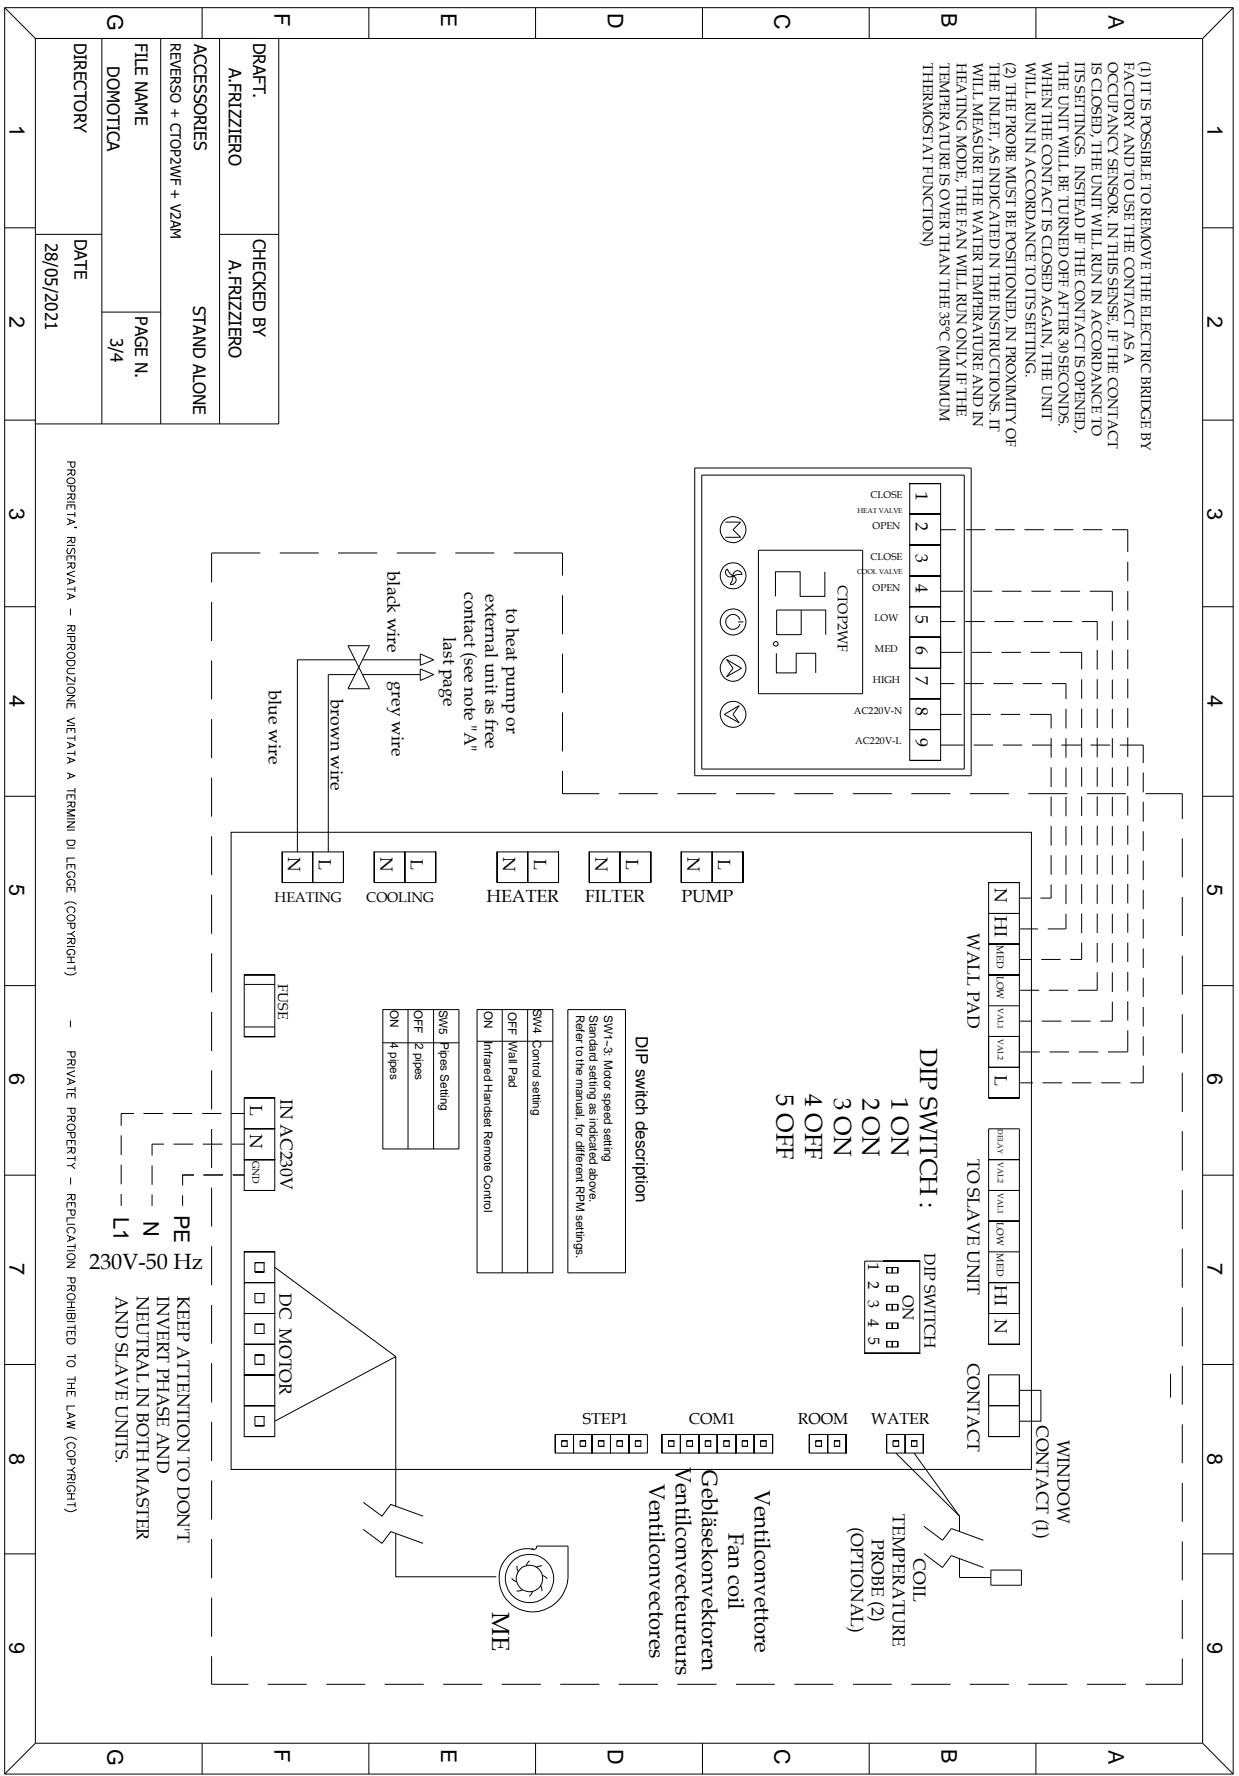 (1) IT IS POSSIBLE TO REMOVE THE ELECTRIC BRIDGE BY
FACTORY AND TO USE THE CONTACT AS A
OCCUPANCY SENSOR. IN THIS SENSE, IF THE CONTACT
IS CLOSED, THE UNIT WILL RUN IN ACCORDANCE TO
ITS SETTINGS. INSTEAD IF THE CONTACT IS OPENED,
THE UNIT WILL BE TURNED OFF AFTER 30 SECONDS.
WHEN THE CONTACT IS CLOSED AGAIN, THE UNIT
WILL RUN IN ACCORDANCE TO ITS SETTING.
(2) THE PROBE MUST BE POSITIONED, IN PROXIMITY OF
THE INLET, AS INDICATED IN THE INSTRUCTIONS. IT
WILL MEASURE THE WATER TEMPERATURE AND IN
HEATING MODE, THE FAN WILL RUN ONLY IF THE
TEMPERATURE IS OVER THAN THE 35°C (MINIMUM
THERMOSTAT FUNCTION)
1 2 3 4 5 6 7 8 9
A
B
C
D
E
F
G
1 2 3 4 5 6 7 8 9
CLOSE
HEAT VALVE
OPEN
CLOSE
COOL VALVE
OPEN
LOW
MED
HIGH
AC220V-N
AC220V-L
CTOP2WF
26.5
M
N HI MED LOW VAL1 VAL2 L
WALL PAD
DELAY VAL2 VAL1 LOW MED HI N
TO SLAVE UNIT
CONTACT
WINDOW
CONTACT (1)
DIP SWITCH :
1 ON
2 ON
3 ON
4 OFF
5 OFF
DIP SWITCH
ON
1 2 3 4 5
WATER
ROOM
COM1
STEP1
COIL
TEMPERATURE
PROBE (2)
(OPTIONAL)
Ventilconvettore
Fan coil
Gebläsekonvektoren
Ventilconvecteureurs
Ventilconvectores
N L
PUMP
N L
FILTER
N L
HEATER
N L
COOLING
N L
HEATING
DIP switch description
SW1~3: Motor speed setting
Standard setting as indicated above.
Refer to the manual, for different RPM settings.
SW4 Control setting
OFF Wall Pad
ON Infrared Handset Remote Control
SW5 Pipes Setting
OFF 2 pipes
ON 4 pipes
to heat pump or
external unit as free
contact (see note "A"
last page
black wire
grey wire
brown wire
blue wire
FUSE
IN AC230V
L N GND
DC MOTOR
ME
PE
N
L1
230V-50 Hz
KEEP ATTENTION TO DON'T
INVERT PHASE AND
NEUTRAL IN BOTH MASTER
AND SLAVE UNITS.
DRAFT.
A.FRIZZIERO
CHECKED BY
A.FRIZZIERO
ACCESSORIES
REVERSO + CTOP2WF + V2AM
STAND ALONE
FILE NAME
DOMOTICA
PAGE N.
3/4
DIRECTORY
DATE
28/05/2021
PROPRIETA' RISERVATA - RIPRODUZIONE VIETATA A TERMINI DI LEGGE (COPYRIGHT) - PRIVATE PROPERTY - REPLICATION PROHIBITED TO THE LAW (COPYRIGHT)
A
B
C
D
E
F
G
1 2 3 4 5 6 7 8 9